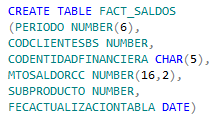 CREATE TABLE FACT_SALDOS
(PERIODO NUMBER(6),
CODCLIENTESBS NUMBER,
CODENTIDADFINANCIERA CHAR(5),
MTOSALDORCC NUMBER(16,2),
SUBPRODUCTO NUMBER,
FECACTUALIZACIONTABLA DATE)